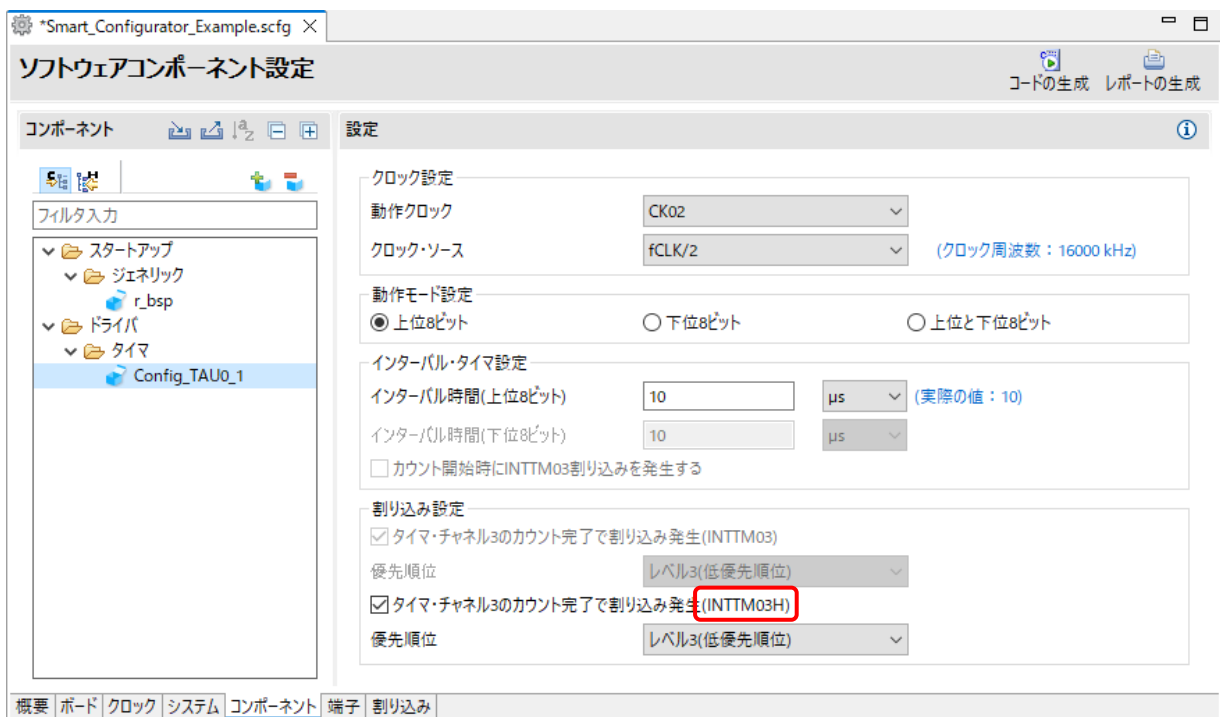 *Smart_Configurator_Example.scfg
ソフトウェアコンポーネント設定
コードの生成 レポートの生成
コンポーネント
フィルタ入力
スタートアップ
ジェネリック
r_bsp
ドライバ
タイマ
Config_TAU0_1
設定
クロック設定
動作クロック CK02
クロック・ソース fCLK/2 (クロック周波数:16000 kHz)
動作モード設定
上位8ビット 下位8ビット 上位と下位8ビット
インターバル・タイマ設定
インターバル時間(上位8ビット) 10 µs (実際の値:10)
インターバル時間(下位8ビット) 10 µs
カウント開始時にINTTM03割り込みを発生する
割り込み設定
タイマ・チャネル3のカウント完了で割り込み発生(INTTM03)
優先順位 レベル3(低優先順位)
タイマ・チャネル3のカウント完了で割り込み発生(INTTM03H)
優先順位 レベル3(低優先順位)
概要 ボード クロック システム コンポーネント 端子 割り込み